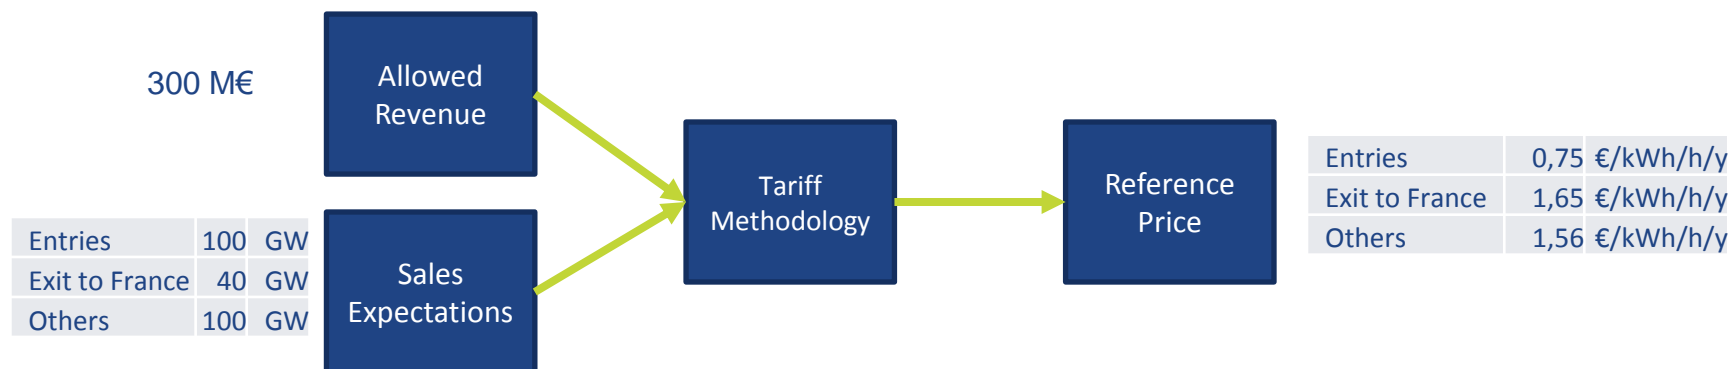 300 M€
Allowed
Revenue
Entries 100 GW
Exit to France 40 GW
Others 100 GW
Sales
Expectations
Tariff
Methodology
Reference
Price
Entries 0,75 €/kWh/h/y
Exit to France 1,65 €/kWh/h/y
Others 1,56 €/kWh/h/y